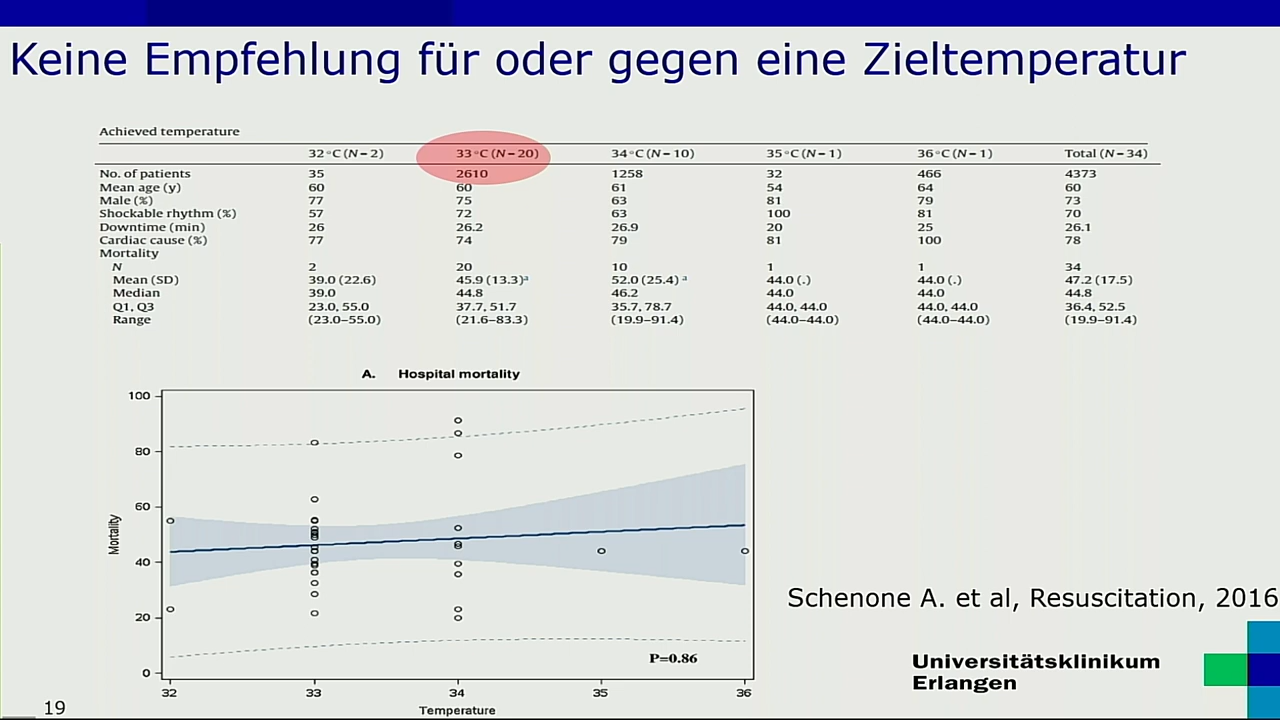 Keine Empfehlung für oder gegen eine Zieltemperatur
Achieved temperature
32 °C (N=2) 33 °C (N=20) 34 °C (N=10) 35 °C (N=1) 36 °C (N=1) Total (N=34)
No. of patients 35 2610 1258 32 466 4373
Mean age (y) 60 60 61 54 64 60
Male (%) 77 75 63 81 79 73
Shockable rhythm (%) 57 72 63 100 81 70
Downtime (min) 26 26.2 26.9 20 25 26.1
Cardiac cause (%) 77 74 79 81 100 78
Mortality
N 2 20 10 1 1 34
Mean (SD) 39.0 (22.6) 45.9 (13.3)ᵃ 52.0 (25.4) ᵃ 44.0 (.) 44.0 (.) 47.2 (17.5)
Median 39.0 44.8 46.2 44.0 44.0 44.8
Q1, Q3 23.0, 55.0 37.7, 51.7 35.7, 78.7 44.0, 44.0 44.0, 44.0 36.4, 52.5
Range (23.0–55.0) (21.6–83.3) (19.9–91.4) (44.0–44.0) (44.0–44.0) (19.9–91.4)
A. Hospital mortality
100
80
60
40
20
0
Mortality
P=0.86
32 33 34 35 36
Temperature
Schenone A. et al, Resuscitation, 2016
Universitätsklinikum
Erlangen
19